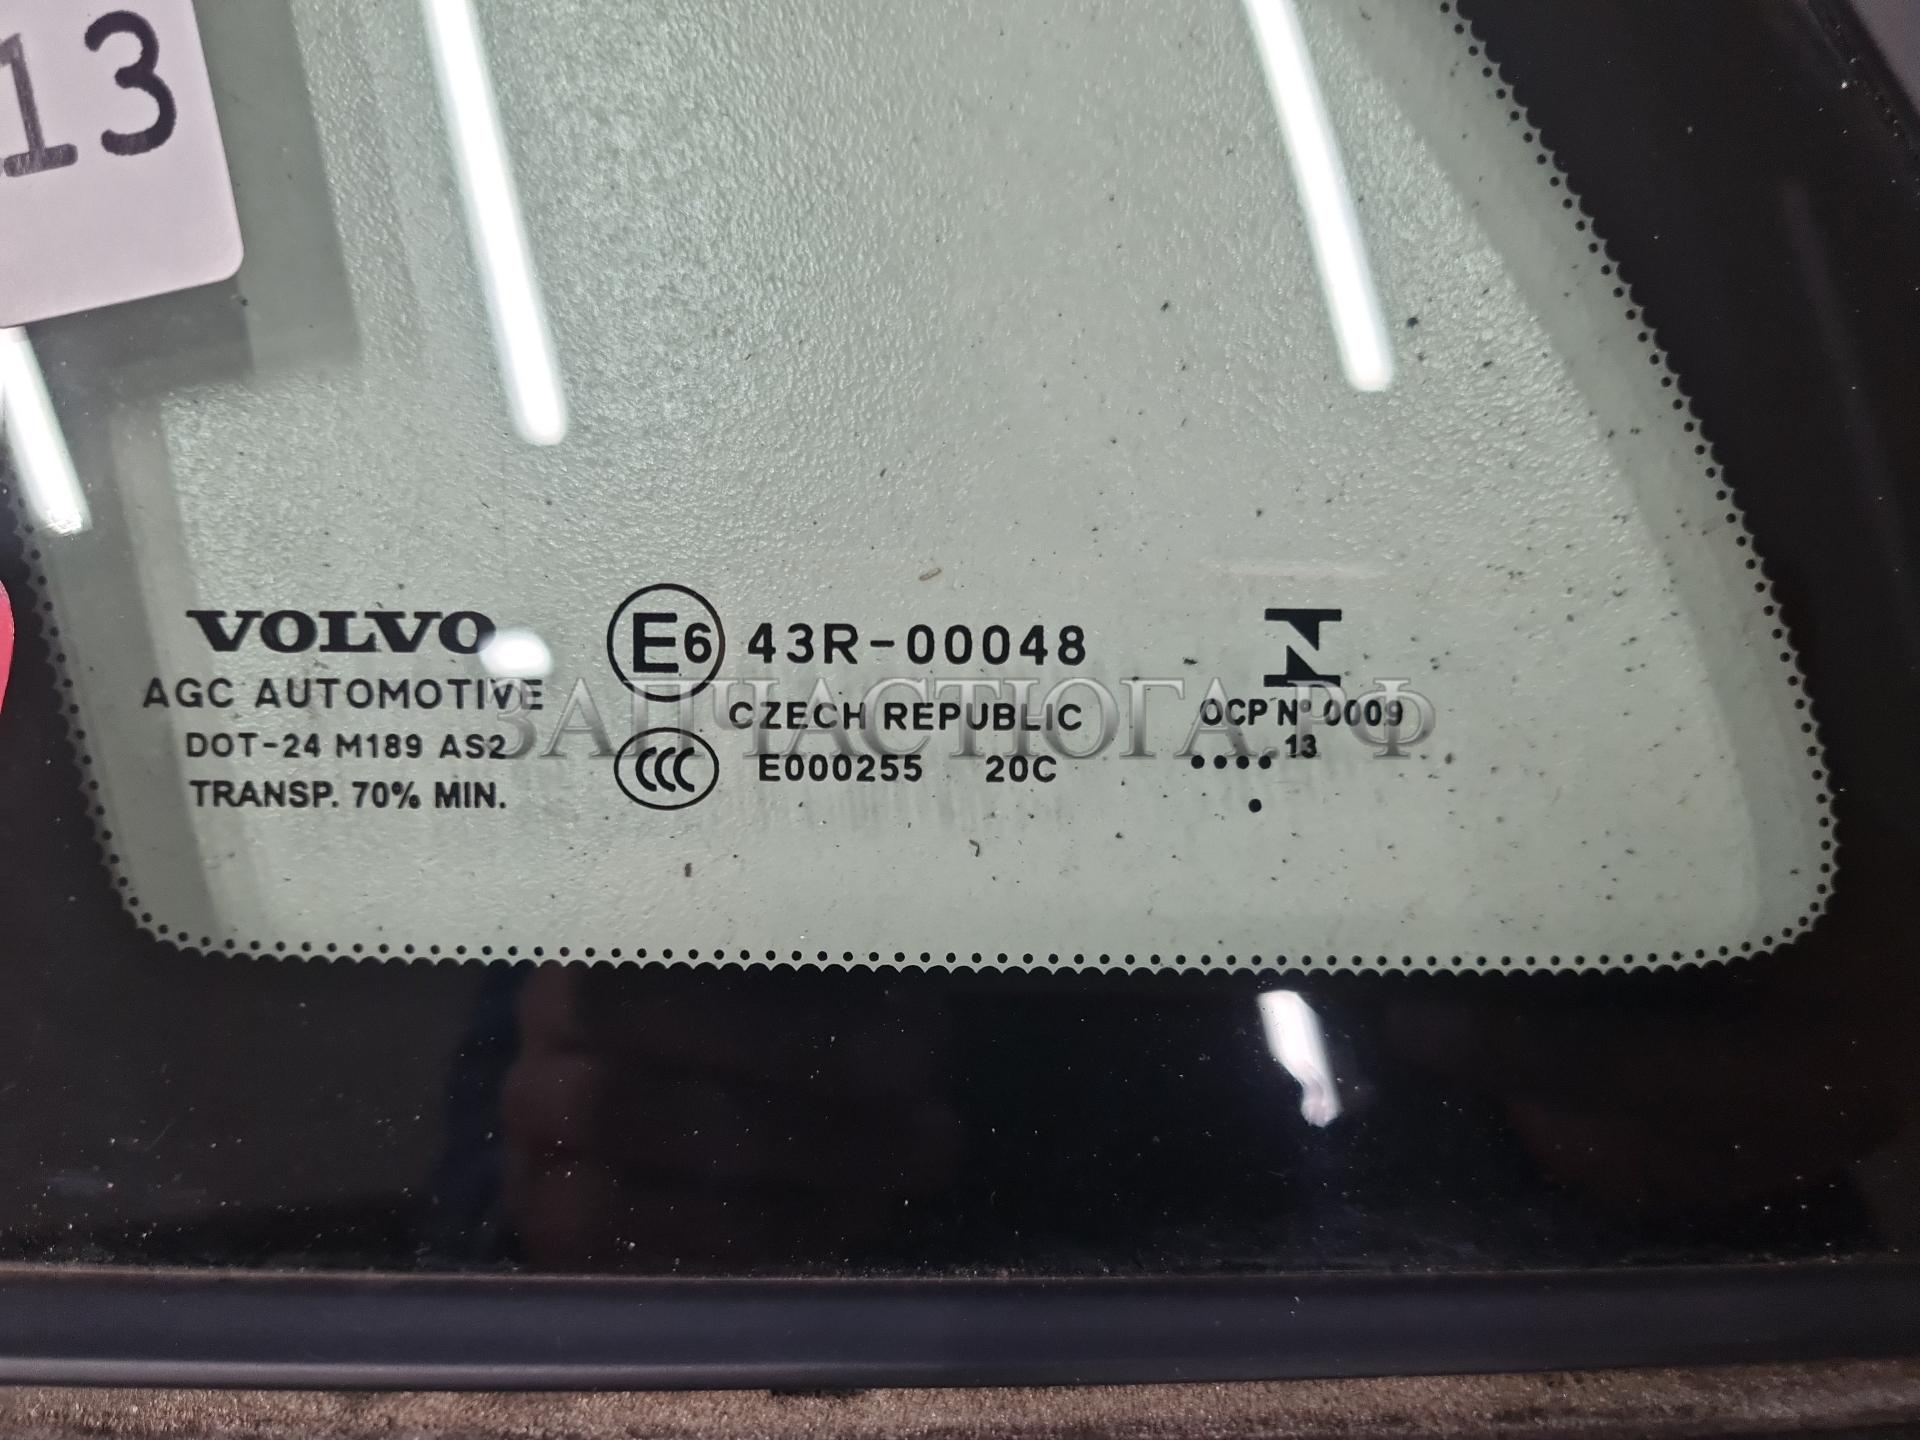 13
VOLVO
AGC AUTOMOTIVE
DOT-24 M189 AS2
TRANSP. 70% MIN.
E6 43R-00048
CZECH REPUBLIC
CCC E000255 20C
OCP Nº 0009
13
ЗАПЧАСТЮГА.РФ